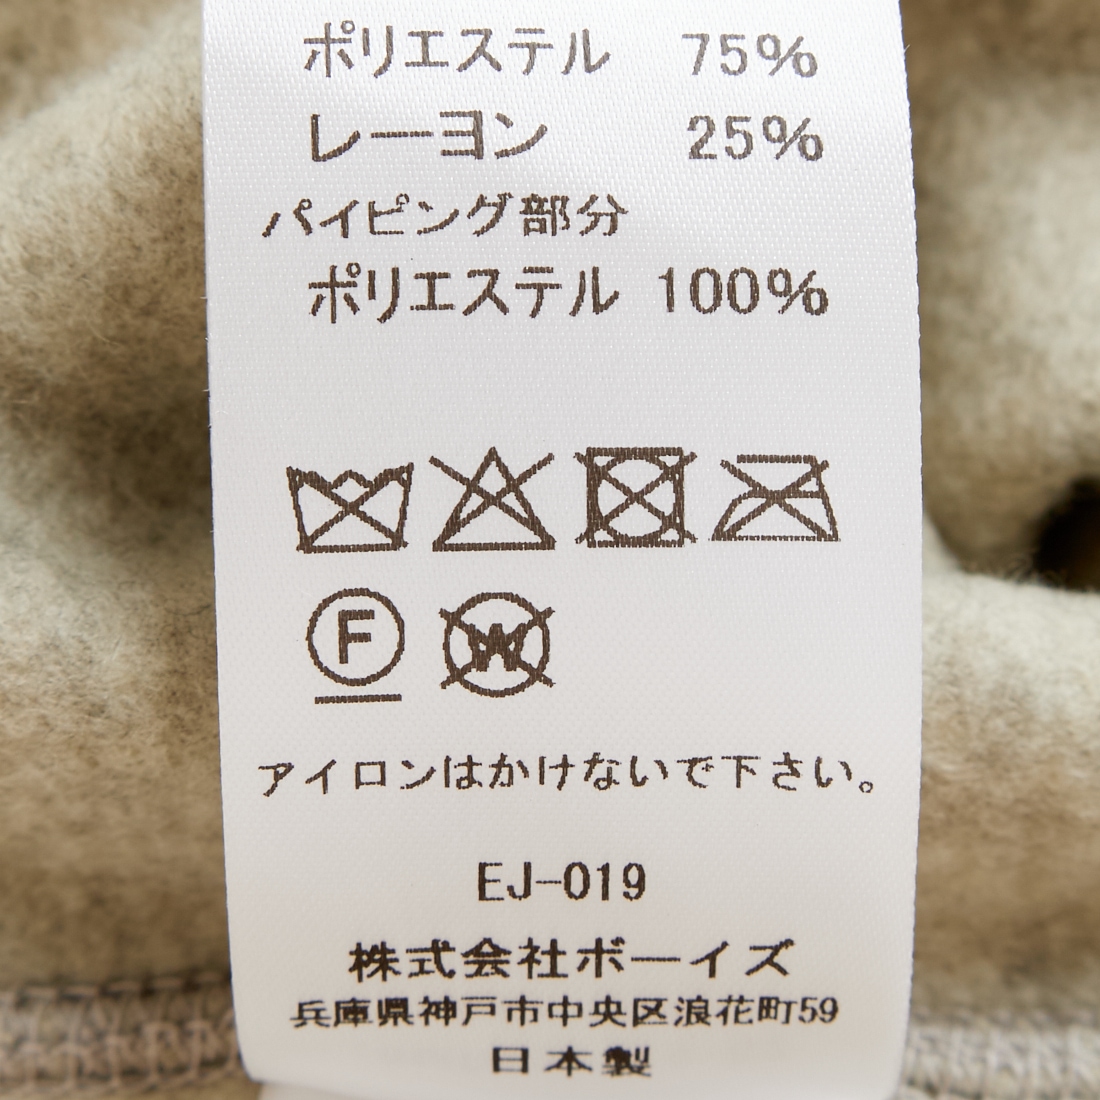 ポリエステル 75%
レーヨン 25%
パイピング部分
ポリエステル 100%
F W
アイロンはかけないで下さい。
EJ-019
株式会社ボーイズ
兵庫県神戸市中央区浪花町59
日本製